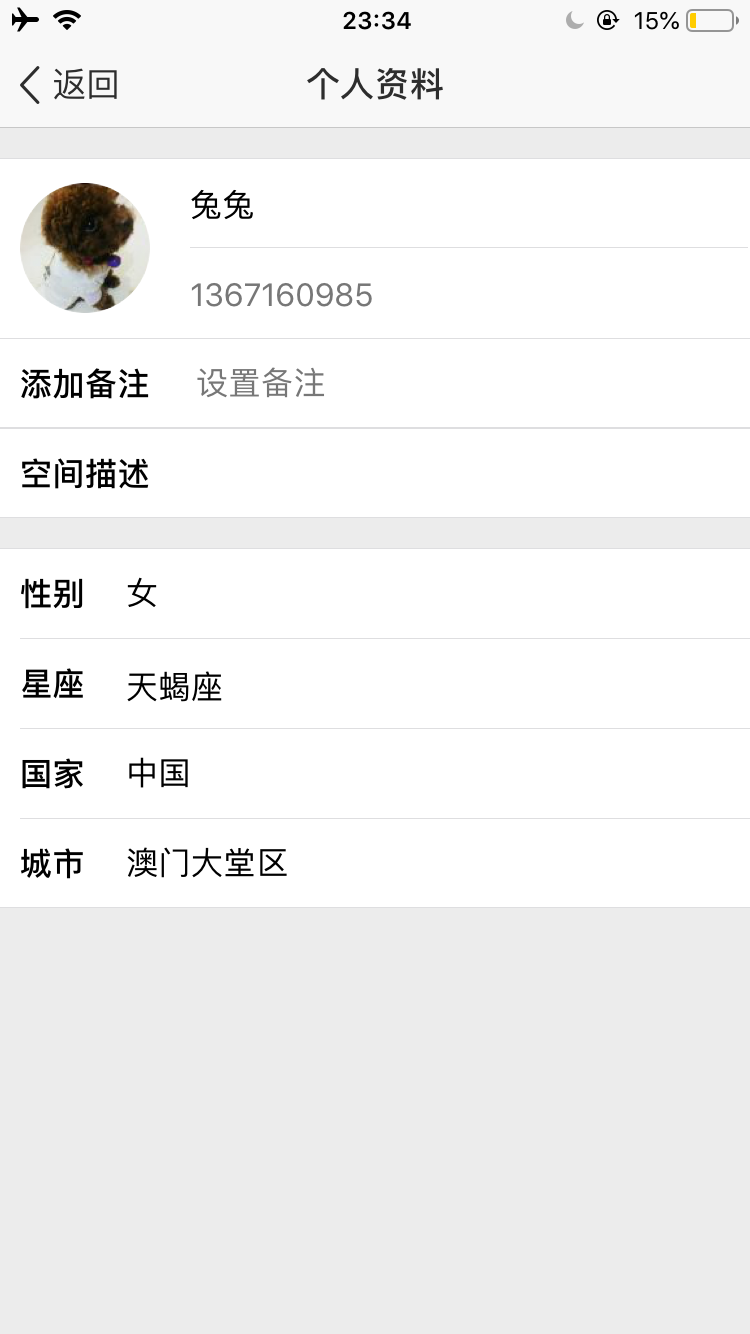 23:34
15%
返回
个人资料
兔兔
1367160985
添加备注 设置备注
空间描述
性别 女
星座 天蝎座
国家 中国
城市 澳门大堂区